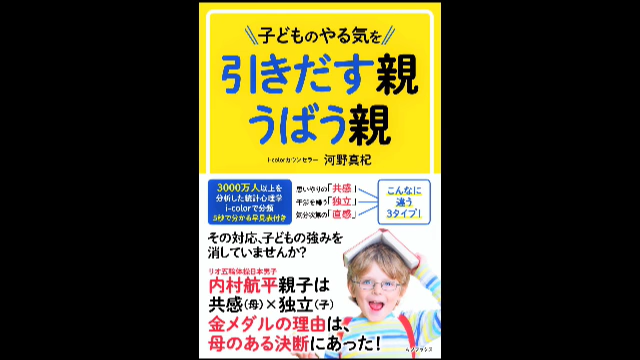 子どものやる気を
引きだす親
うばう親
i-colorカウンセラー 河野真杞
3000万人以上を
分析した統計心理学
i-colorで分類
5秒で分かる早見表付き
思いやりの「共感」
干渉を嫌う「独立」
気分次第の「直感」
こんなに
違う
3タイプ!
その対応、子どもの強みを
消していませんか?
リオ五輪体操日本男子
内村航平親子は
共感(母)×独立(子)
金メダルの理由は、
母のある決断にあった!